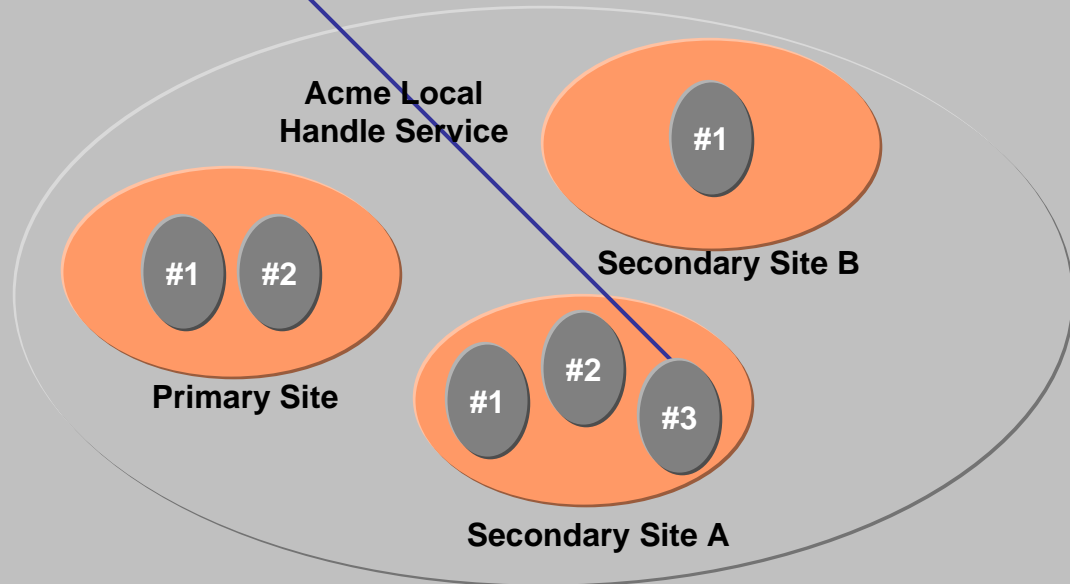 Acme Local
Handle Service
#1
Secondary Site B
#1 #2
Primary Site
#1 #2 #3
Secondary Site A